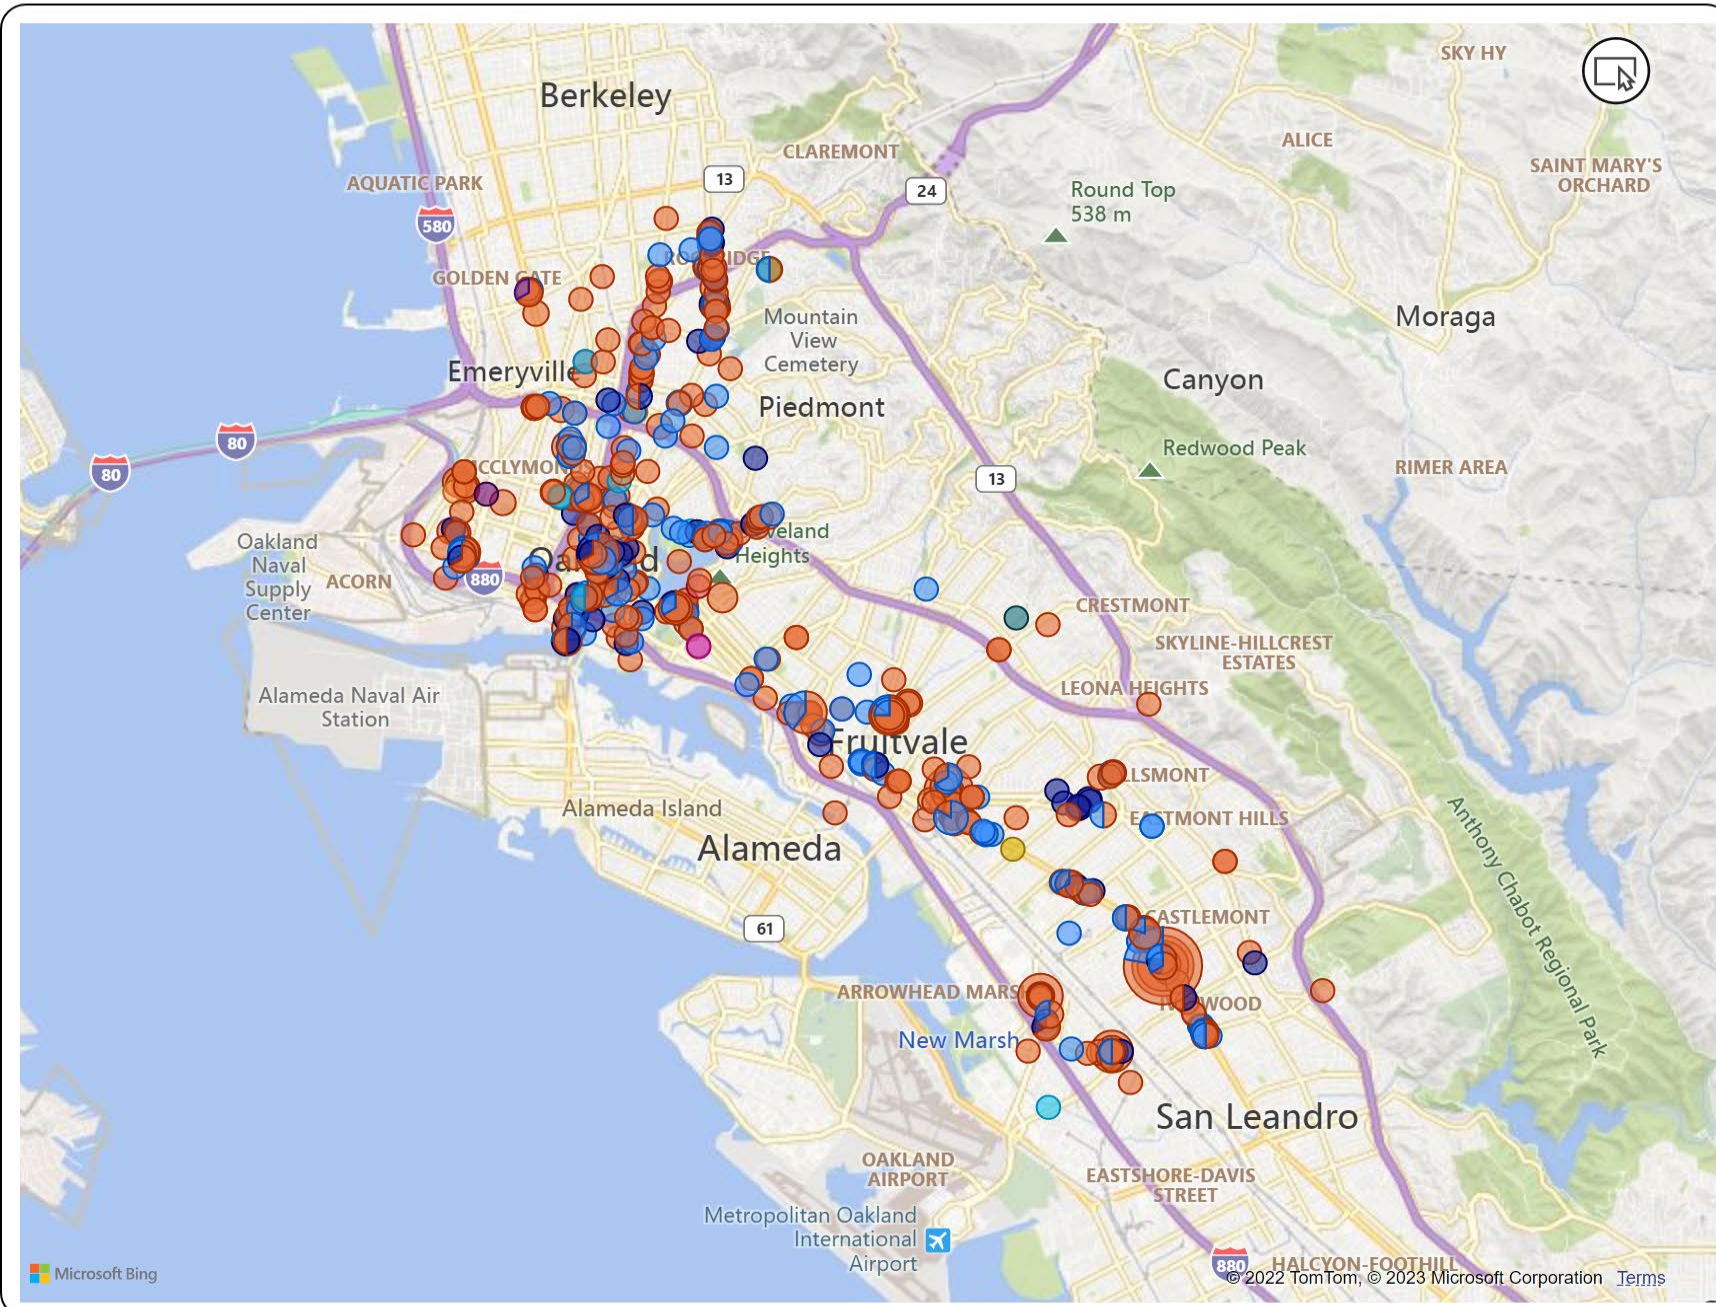 Berkeley
SKY HY
ALICE
CLAREMONT
SAINT MARY'S
ORCHARD
AQUATIC PARK
13
24
Round Top
538 m
580
GOLDEN GATE
Mountain
View
Cemetery
Moraga
Emeryville
Canyon
Piedmont
80
80
Redwood Peak
RIMER AREA
13
Oakland
Naval
Supply
Center
ACORN
880
Heights
CRESTMONT
SKYLINE-HILLCREST
ESTATES
LEONA HEIGHTS
Alameda Naval Air
Station
Fruitvale
Alameda Island
Alameda
EASTMONT HILLS
Anthony Chabot Regional Park
61
CASTLEMONT
ARROWHEAD MARS
New Marsh
San Leandro
OAKLAND
AIRPORT
EASTSHORE-DAVIS
STREET
Metropolitan Oakland
International
Airport
880
HALCYON-FOOTHILL
Microsoft Bing
© 2022 TomTom, © 2023 Microsoft Corporation Terms